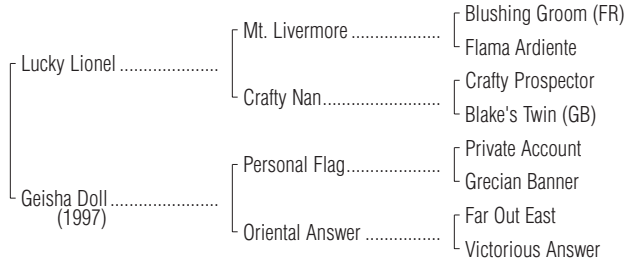 Blushing Groom (FR)
Mt. Livermore ...................
Flama Ardiente
Lucky Lionel .....................
Crafty Prospector
Crafty Nan.........................
Blake's Twin (GB)
Private Account
Personal Flag....................
Grecian Banner
Geisha Doll .......................
(1997)
Far Out East
Oriental Answer ................
Victorious Answer